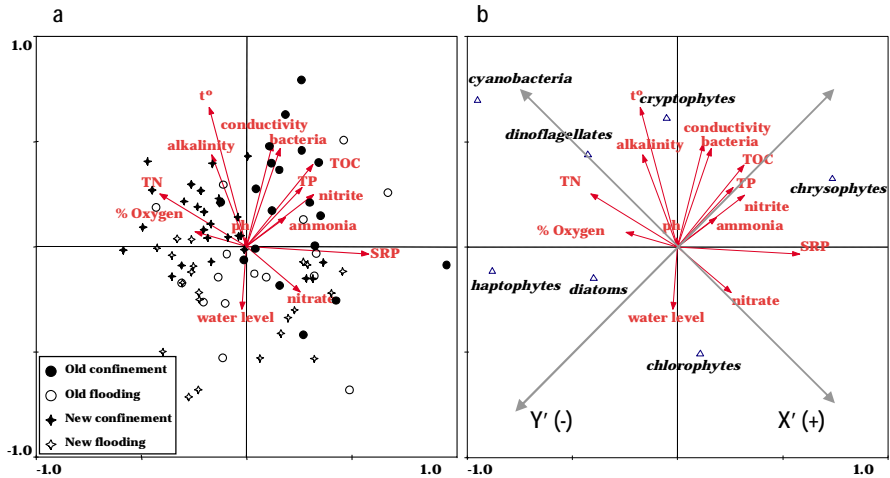 a
1.0
t°
conductivity
bacteria
alkalinity
TOC
TN
TP
nitrite
% Oxygen
ph
ammonia
SRP
nitrate
water level
Old confinement
Old flooding
New confinement
New flooding
-1.0
-1.0
1.0
b
cyanobacteria
t°
cryptophytes
conductivity
dinoflagellates
bacteria
alkalinity
TOC
TN
TP
chrysophytes
nitrite
% Oxygen
ph
ammonia
SRP
haptophytes
diatoms
nitrate
water level
chlorophytes
Y' (-)
X' (+)
-1.0
1.0